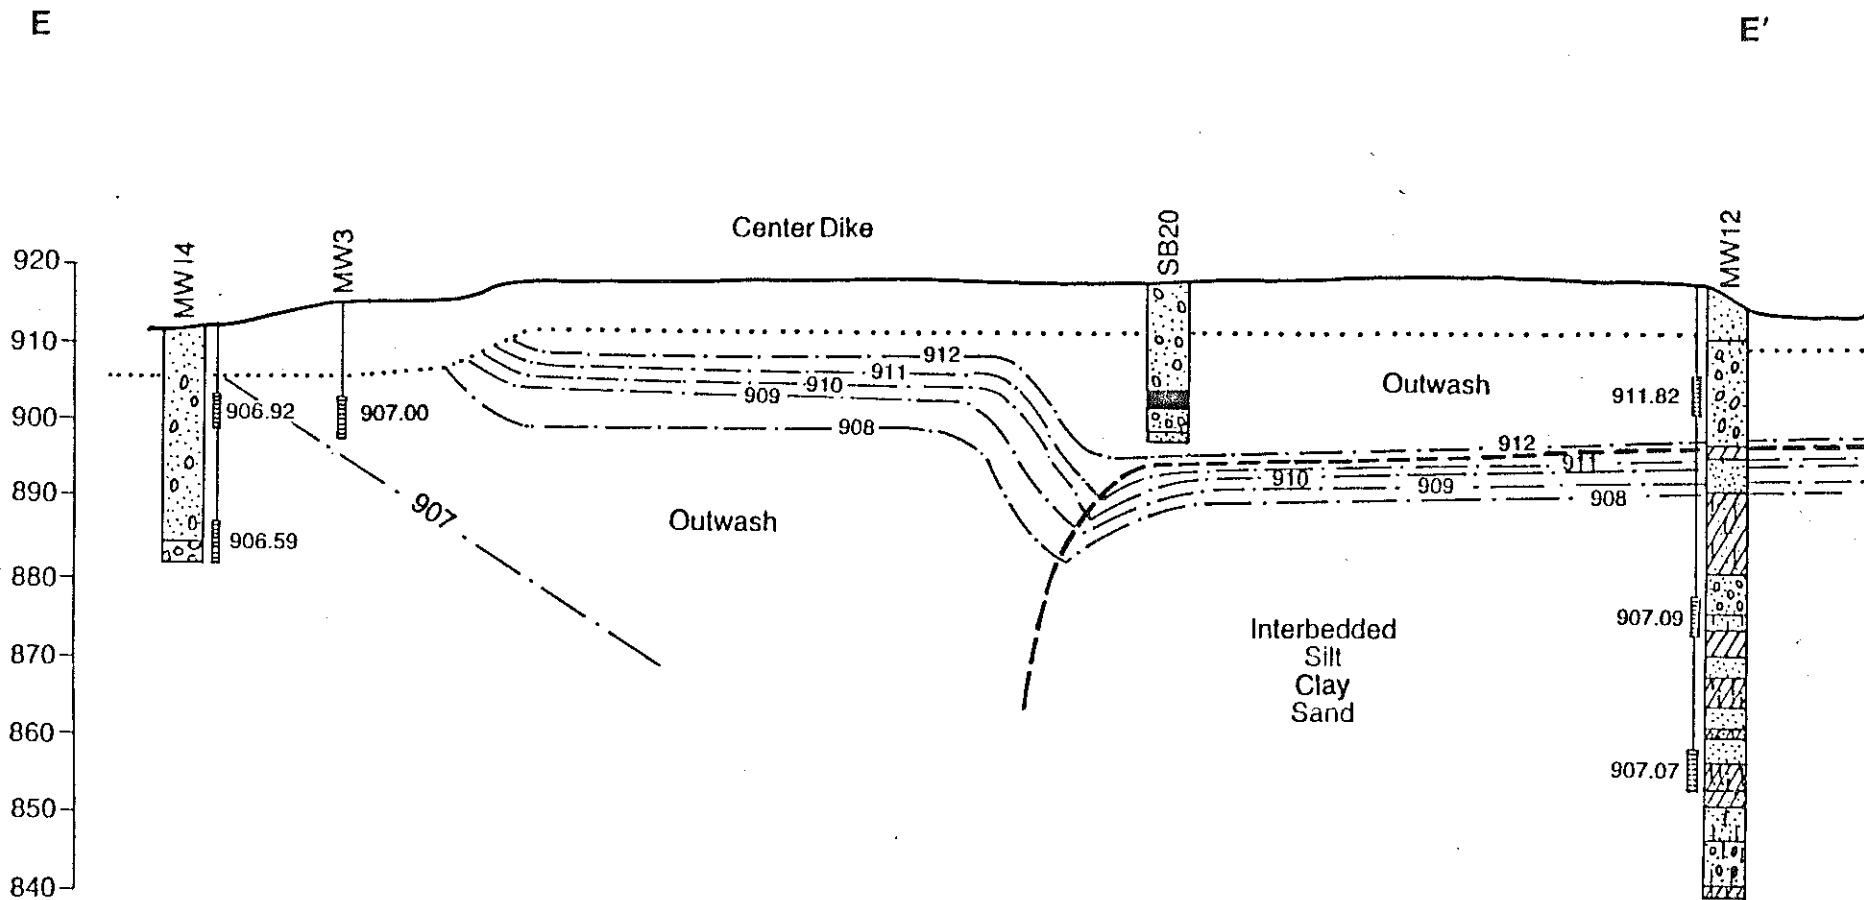 E
E'
Center Dike
MW14
MW3
SB20
MW12
920
910
900
890
880
870
860
850
840
912
911
910
909
908
907
906.92
907.00
906.59
Outwash
Outwash
912
911
910
909
908
911.82
907.09
907.07
Interbedded
Silt
Clay
Sand